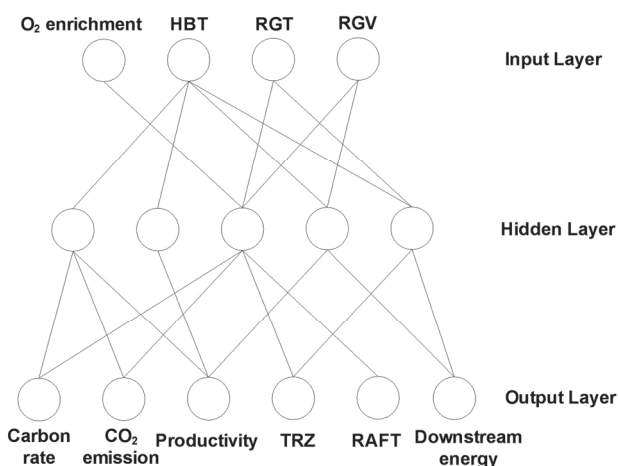 O₂ enrichment HBT RGT RGV
Input Layer
Hidden Layer
Output Layer
Carbon rate
CO₂ emission
Productivity
TRZ
RAFT
Downstream energy